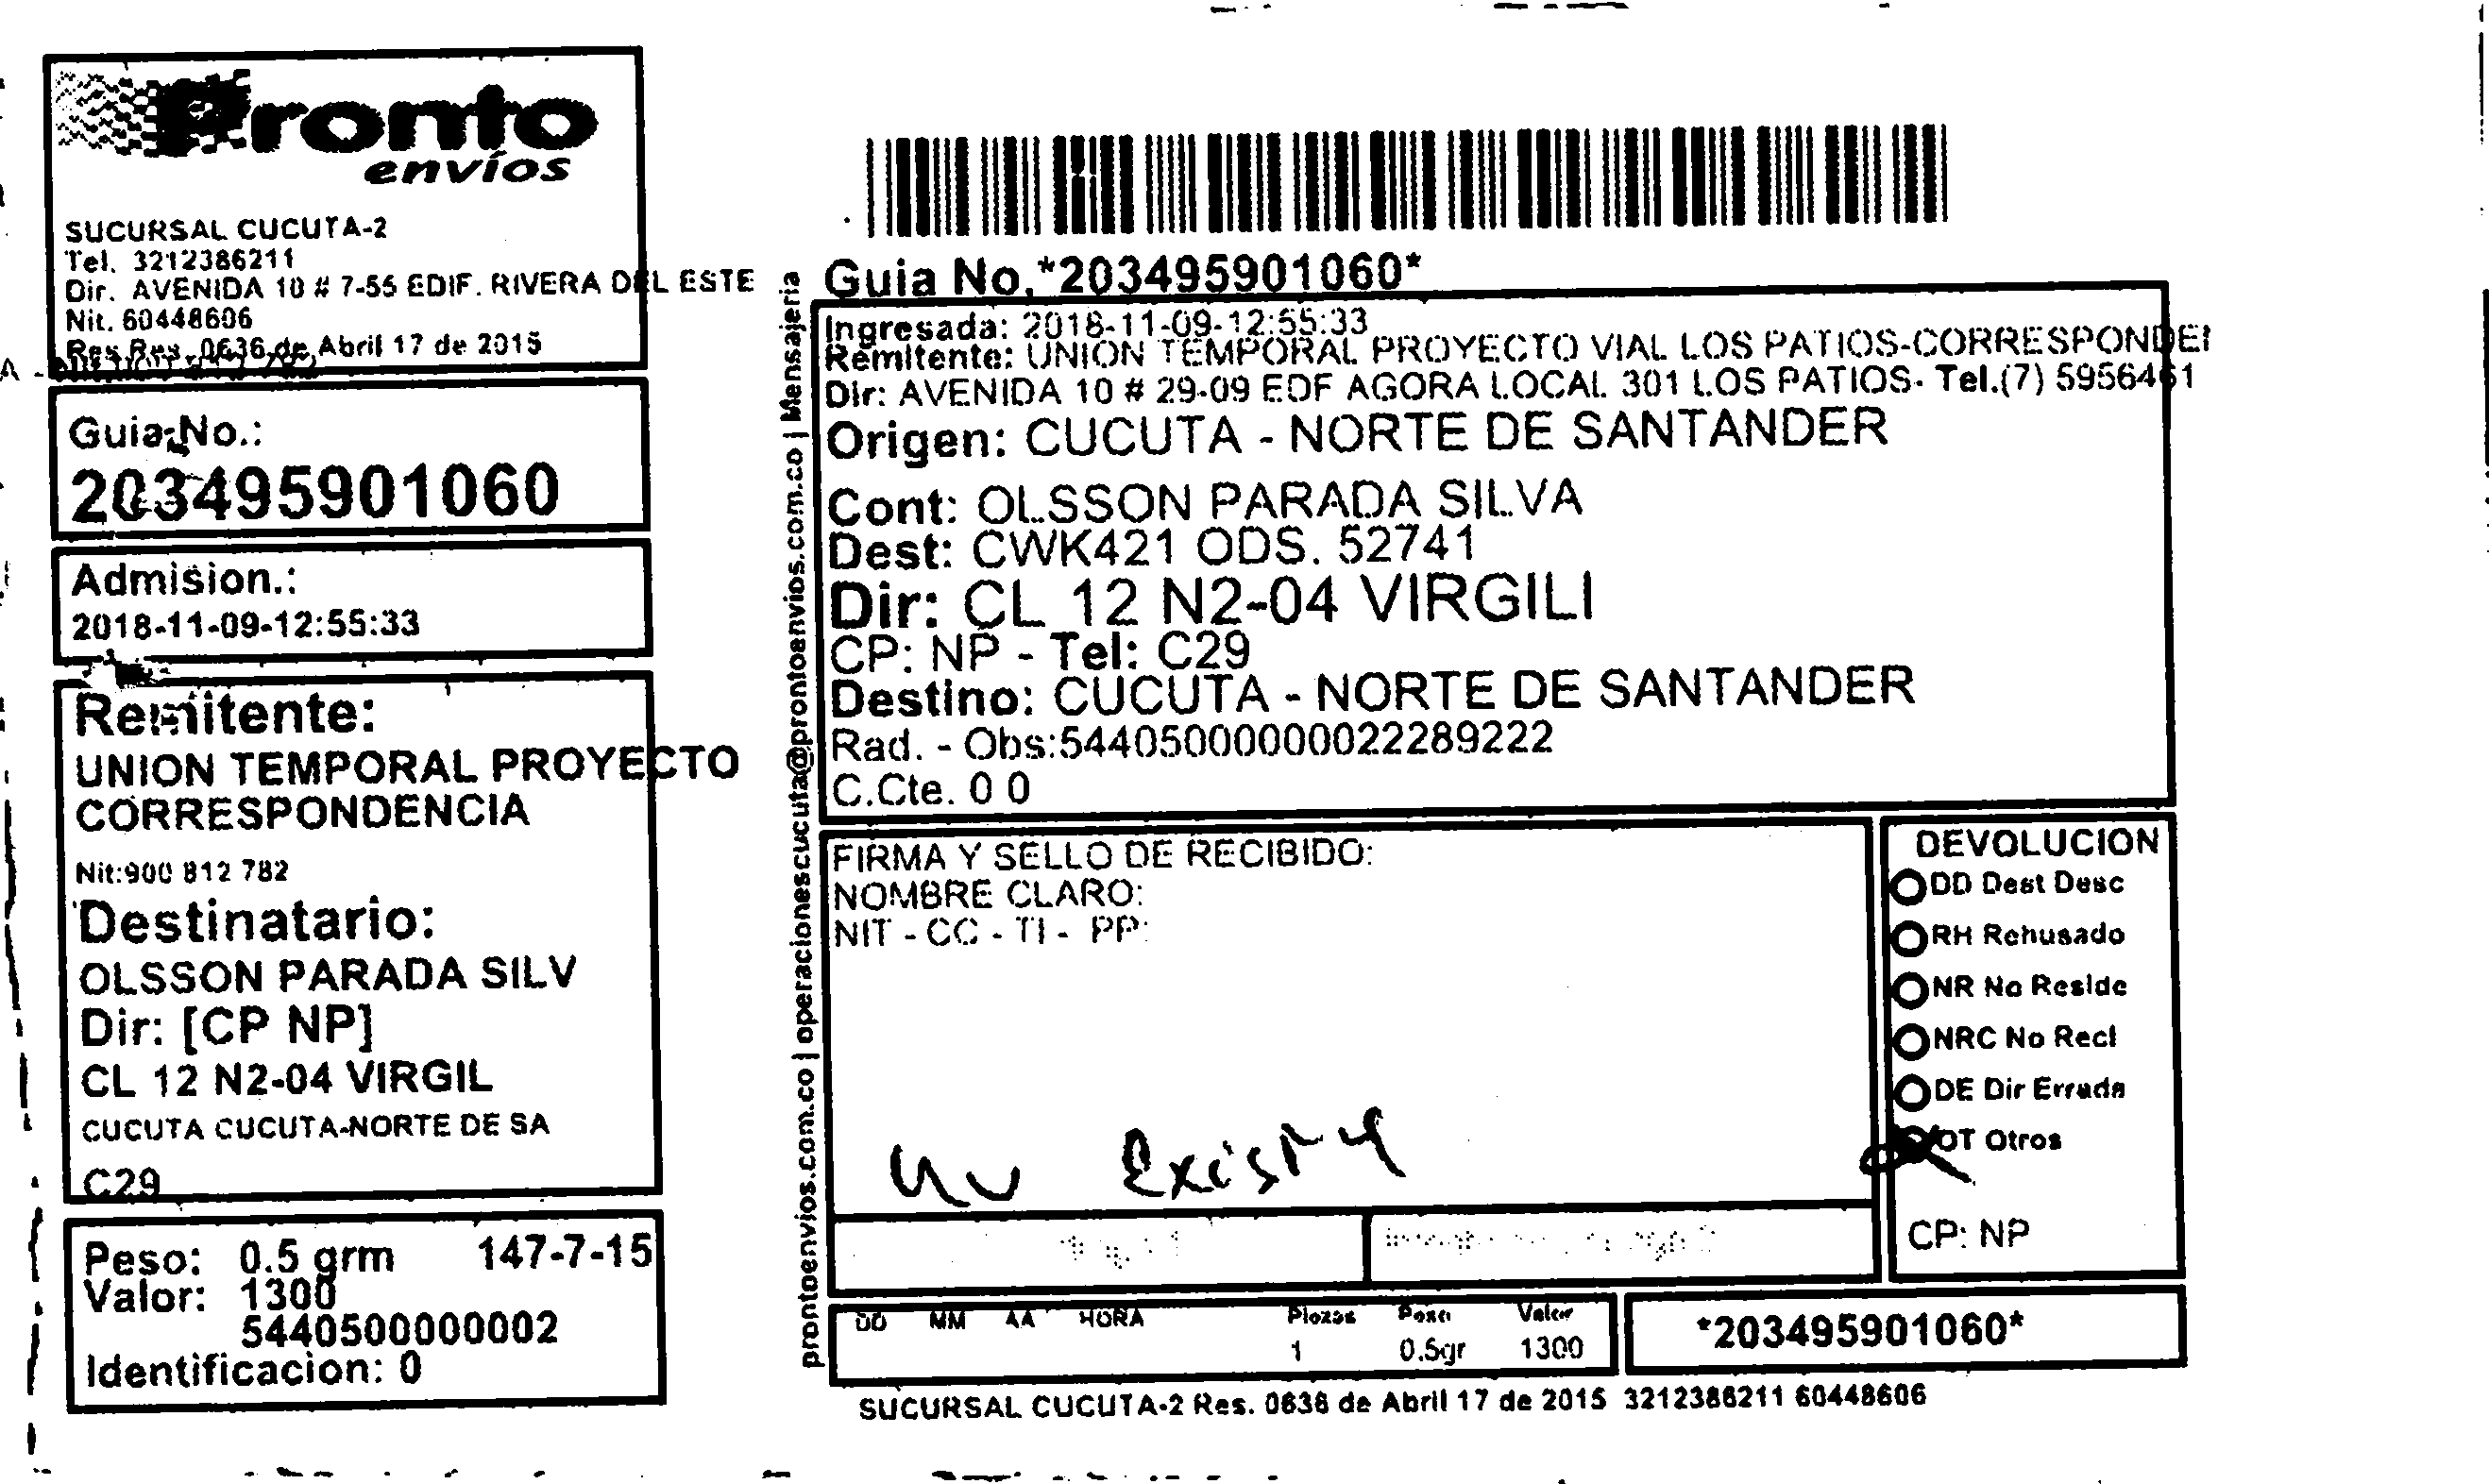 Pronto
envíos
SUCURSAL CUCUTA-2
Tel. 3212386211
Dir. AVENIDA 10 # 7-55 EDIF. RIVERA DEL ESTE
Nit. 60448606
Res Res. 0636 de Abril 17 de 2015
Guia No.:
203495901060
Admision.:
2018-11-09-12:55:33
Remitente:
UNION TEMPORAL PROYECTO
CORRESPONDENCIA
Nit:900 812 782
Destinatario:
OLSSON PARADA SILV
Dir: [CP NP]
CL 12 N2-04 VIRGIL
CUCUTA CUCUTA-NORTE DE SA
C29
Peso: 0.5 grm 147-7-15
Valor: 1300
5440500000002
Identificacion: 0
prontoenvios.com.co | operacionescucuta@prontoenvios.com.co | Mensajeria
Guia No.*203495901060*
Ingresada: 2018-11-09-12:55:33
Remitente: UNION TEMPORAL PROYECTO VIAL LOS PATIOS-CORRESPONDEI
Dir: AVENIDA 10 # 29-09 EDF AGORA LOCAL 301 LOS PATIOS- Tel.(7) 5956461
Origen: CUCUTA - NORTE DE SANTANDER
Cont: OLSSON PARADA SILVA
Dest: CWK421 ODS. 52741
Dir: CL 12 N2-04 VIRGILI
CP: NP - Tel: C29
Destino: CUCUTA - NORTE DE SANTANDER
Rad. - Obs:544050000000022289222
C.Cte. 0 0
FIRMA Y SELLO DE RECIBIDO:
NOMBRE CLARO:
NIT - CC - TI - PP:
DEVOLUCION
DD Dest Desc
RH Rehusado
NR No Reside
NRC No Recl
DE Dir Errada
OT Otros
CP: NP
DD MM AA HORA Piezas Peso Valor
1 0.5gr 1300
*203495901060*
SUCURSAL CUCUTA-2 Res. 0636 de Abril 17 de 2015 3212386211 60448606